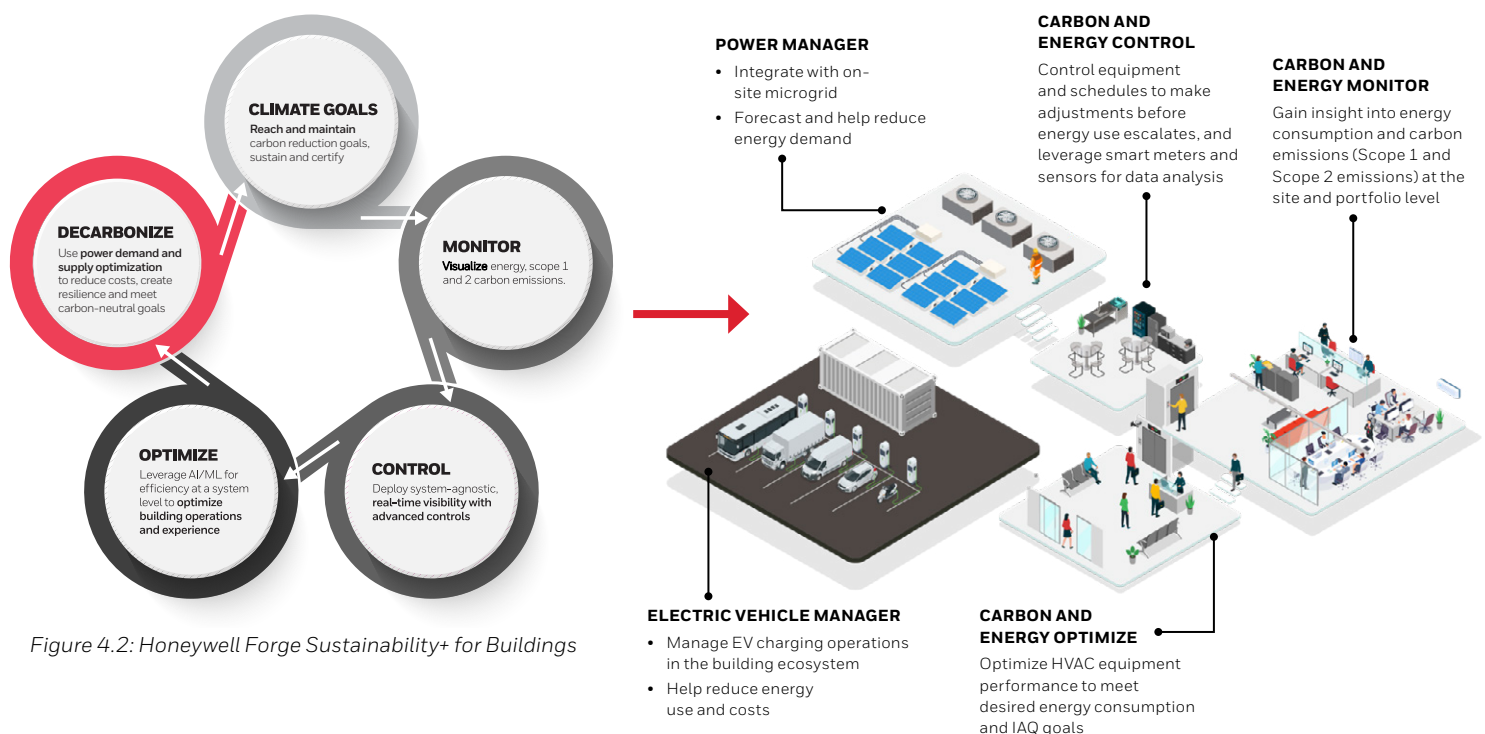 CLIMATE GOALS
Reach and maintain
carbon reduction goals,
sustain and certify
MONITOR
Visualize energy, scope 1
and 2 carbon emissions.
CONTROL
Deploy system-agnostic,
real-time visibility with
advanced controls
OPTIMIZE
Leverage AI/ML for
efficiency at a system
level to optimize
building operations
and experience
DECARBONIZE
Use power demand and
supply optimization
to reduce costs, create
resilience and meet
carbon-neutral goals
Figure 4.2: Honeywell Forge Sustainability+ for Buildings
POWER MANAGER
• Integrate with on-
site microgrid
• Forecast and help reduce
energy demand
CARBON AND
ENERGY CONTROL
Control equipment
and schedules to make
adjustments before
energy use escalates, and
leverage smart meters and
sensors for data analysis
CARBON AND
ENERGY MONITOR
Gain insight into energy
consumption and carbon
emissions (Scope 1 and
Scope 2 emissions) at the
site and portfolio level
ELECTRIC VEHICLE MANAGER
• Manage EV charging operations
in the building ecosystem
• Help reduce energy
use and costs
CARBON AND
ENERGY OPTIMIZE
Optimize HVAC equipment
performance to meet
desired energy consumption
and IAQ goals